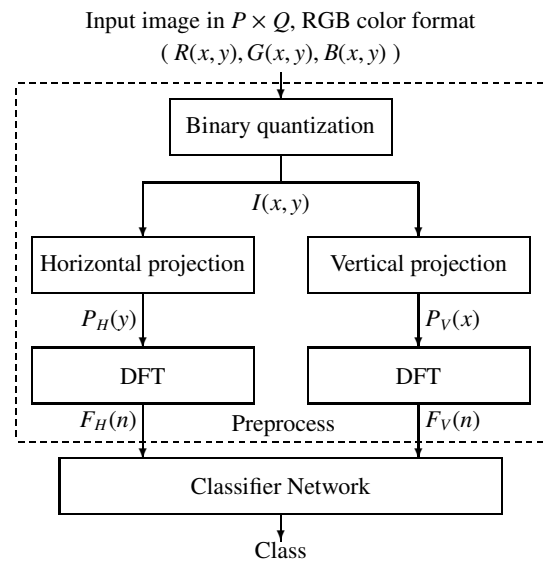 Input image in P × Q, RGB color format
( R(x, y), G(x, y), B(x, y) )
Binary quantization
I(x, y)
Horizontal projection
Vertical projection
P_H(y)
P_V(x)
DFT
DFT
F_H(n)
Preprocess
F_V(n)
Classifier Network
Class